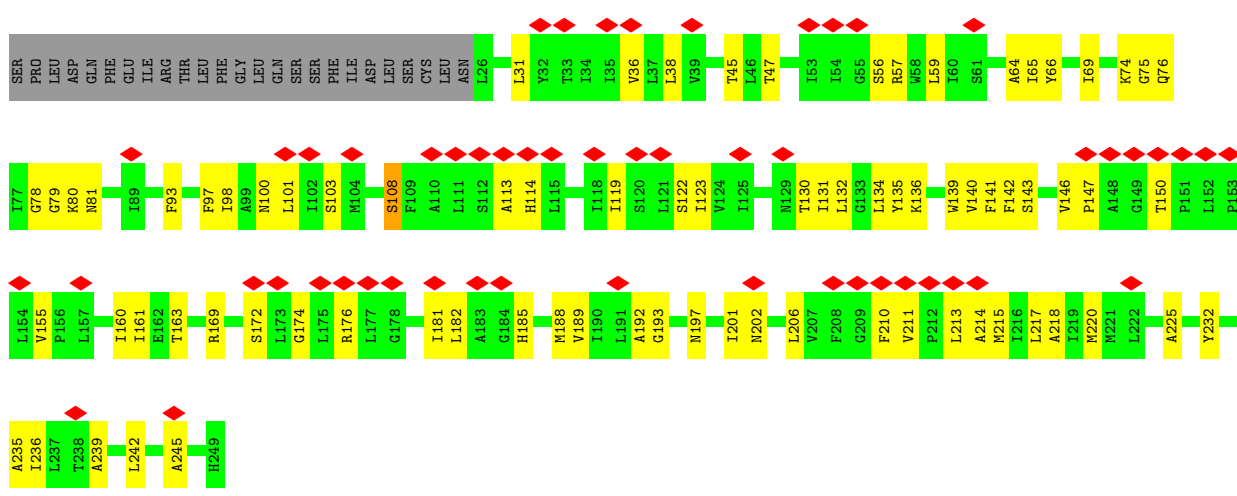 SER PRO LEU ASP GLN PHE GLU ILE ARG THR LEU PHE GLY LEU GLN SER SER PHE ILE ASP LEU SER CYS LEU ASN L26 L31 Y32 T33 I34 I35 V36 L37 L38 V39 T45 L46 T47 I53 I54 G55 S56 R57 W58 L59 I60 S61 A64 I65 Y66 I69 K74 G75 Q76
I77 G78 G79 K80 N81 I89 F93 F97 I98 A99 N100 L101 I102 S103 M104 S108 F109 A110 L111 S112 A113 H114 L115 I118 I119 S120 L121 S122 I123 V124 I125 N129 T130 I131 L132 G133 L134 Y135 K136 W139 V140 F141 F142 S143 V146 P147 A148 G149 T150 P151 L152 P153
L154 V155 P156 L157 I160 I161 E162 T163 R169 S172 L173 G174 L175 R176 L177 G178 I181 L182 A183 G184 H185 M188 V189 I190 L191 A192 G193 N197 I201 N202 L206 V207 F208 G209 F210 V211 P212 L213 A214 M215 I216 L217 A218 I219 M220 M221 L222 A225 Y232
A235 I236 L237 T238 A239 L242 A245 H249